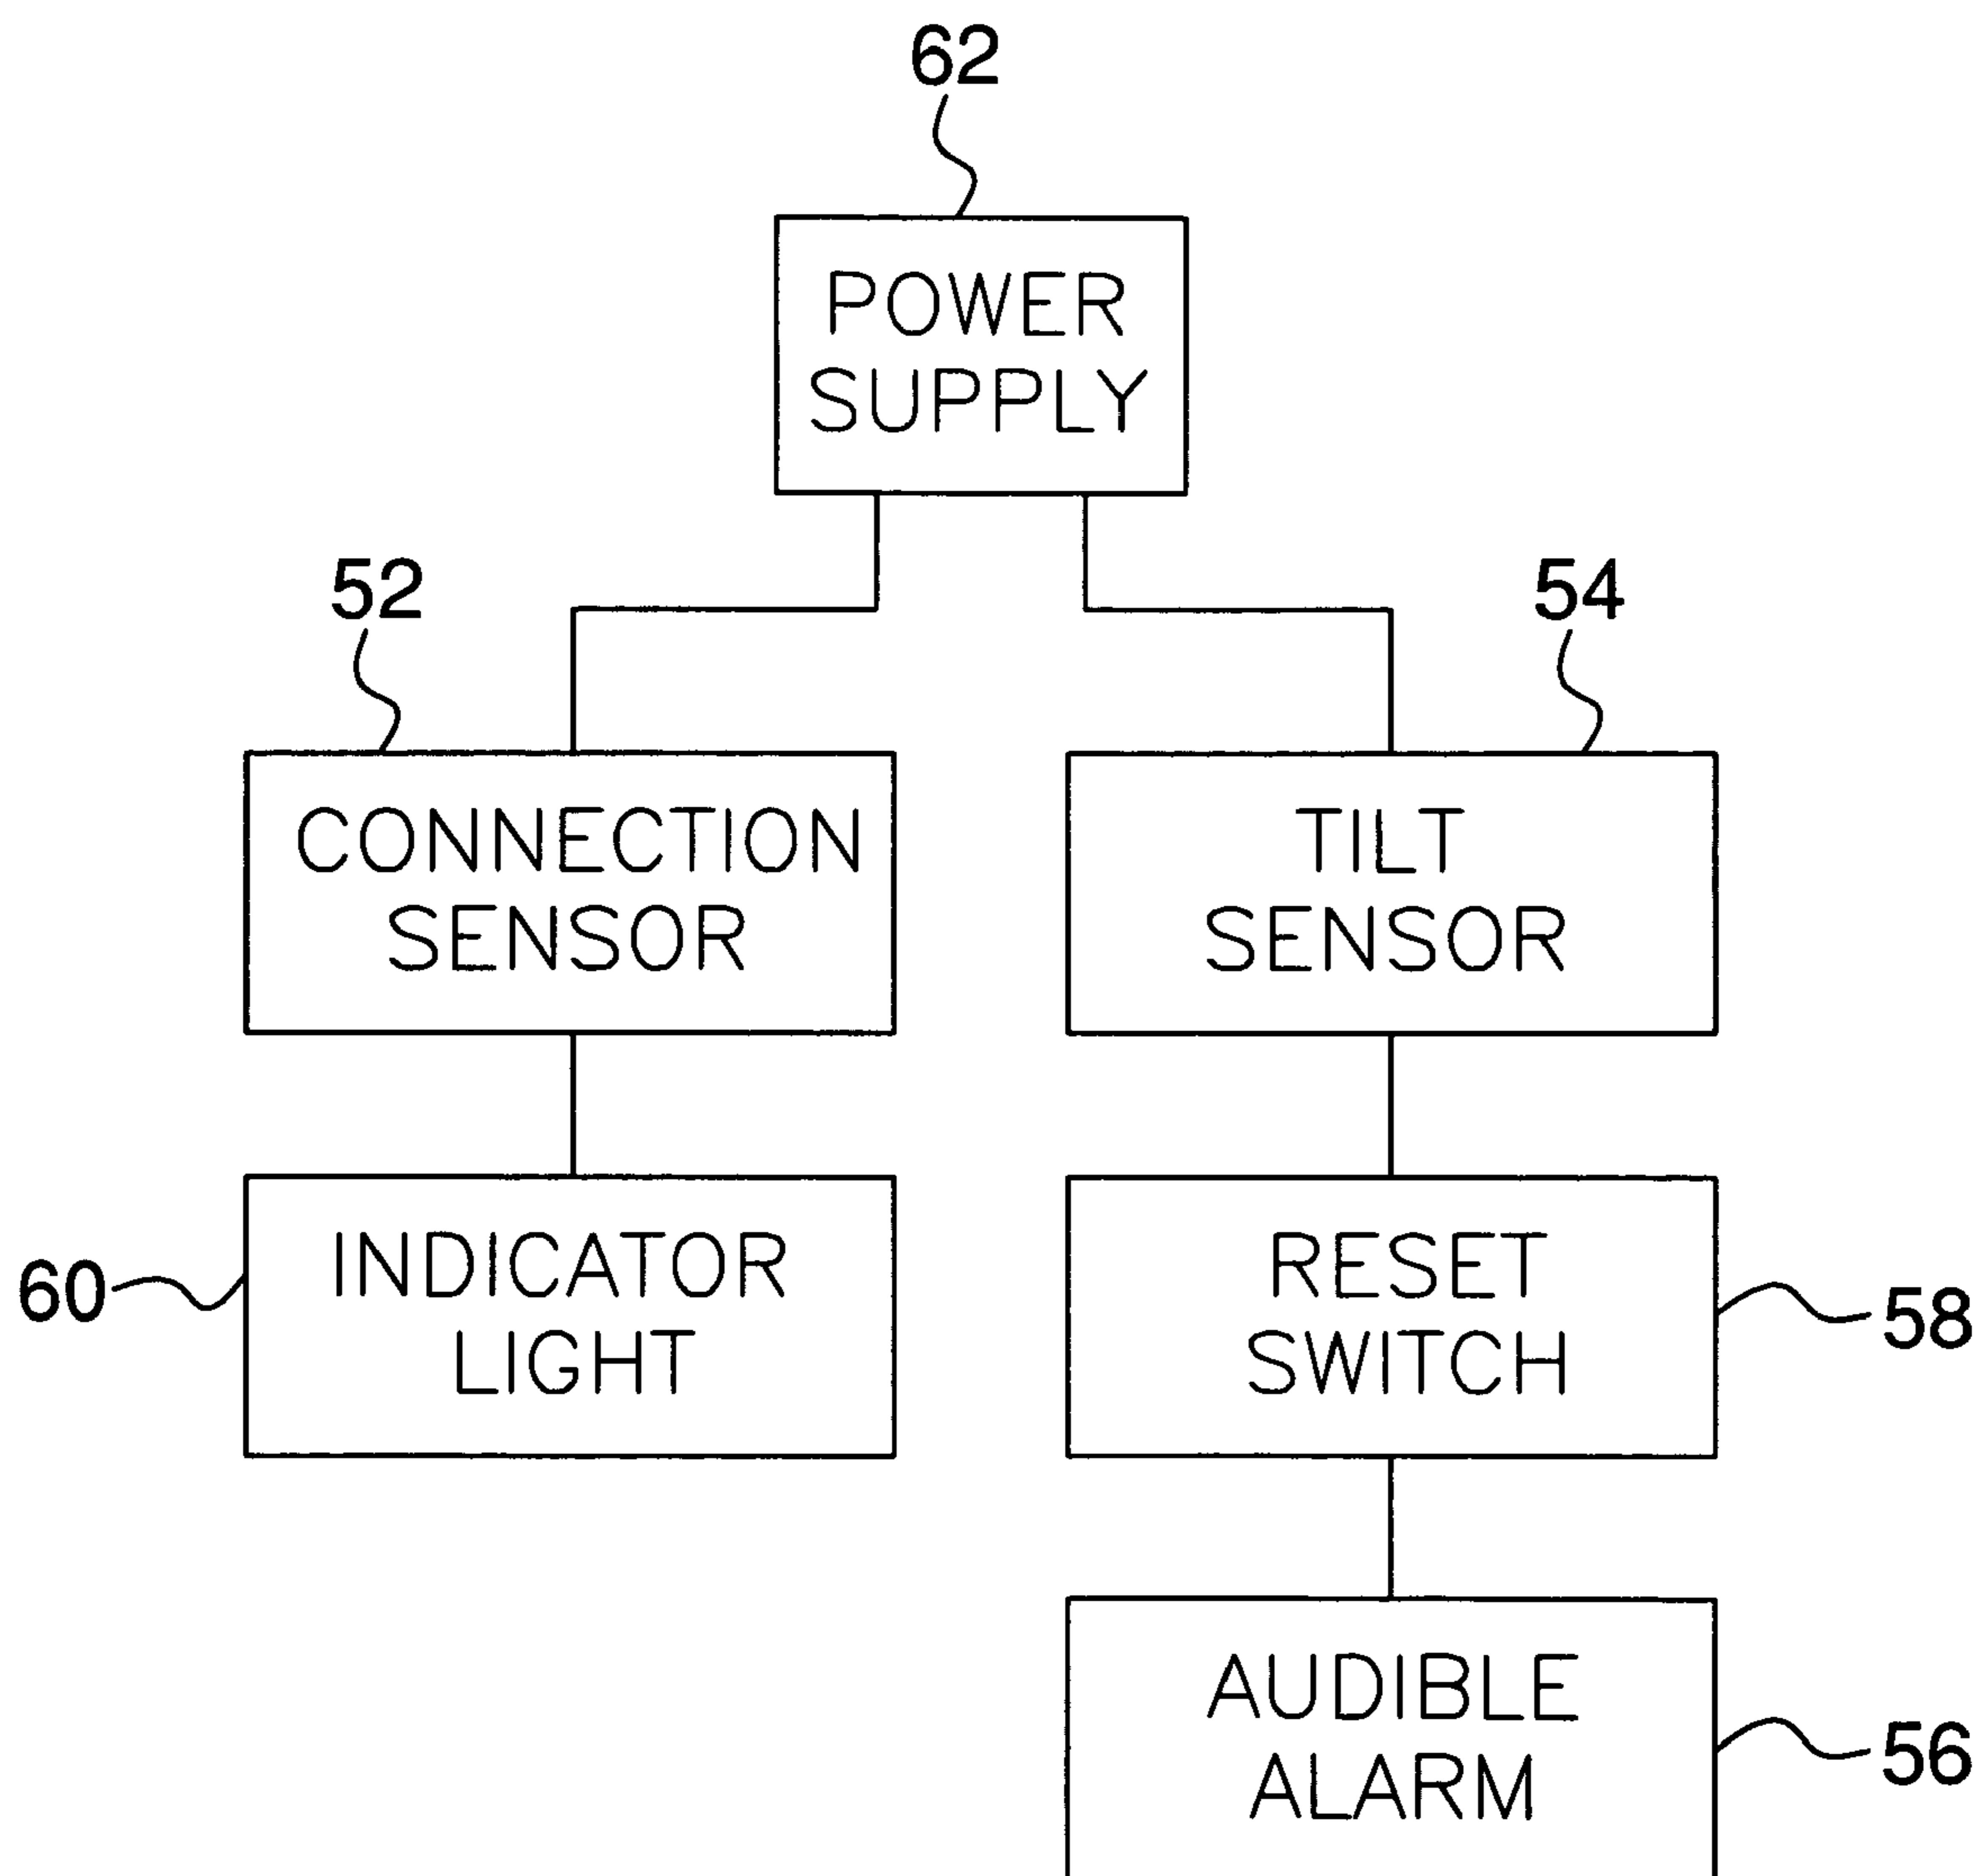 62
POWER
SUPPLY
52
54
CONNECTION
SENSOR
TILT
SENSOR
60
INDICATOR
LIGHT
RESET
SWITCH
58
AUDIBLE
ALARM
56